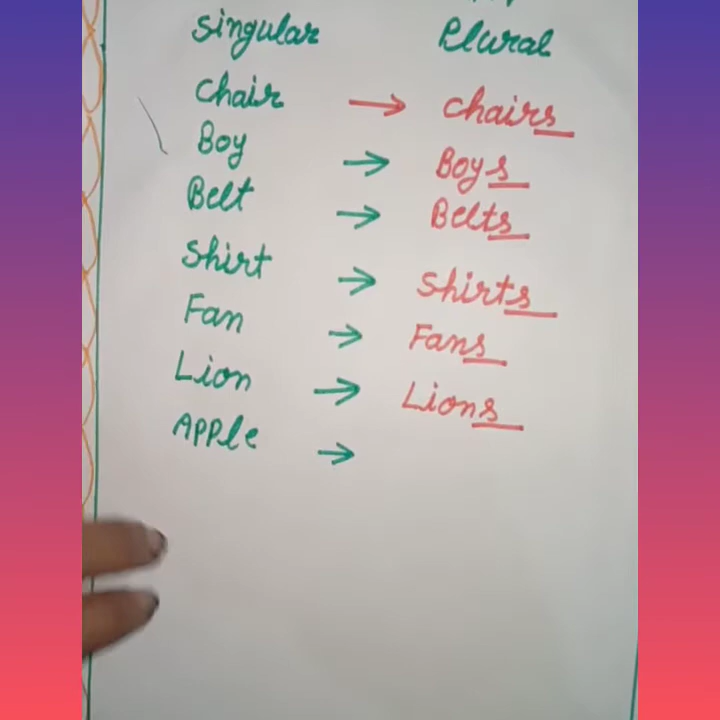 Singular Plural
Chair → Chairs
Boy → Boys
Belt → Belts
Shirt → Shirts
Fan → Fans
Lion → Lions
Apple →